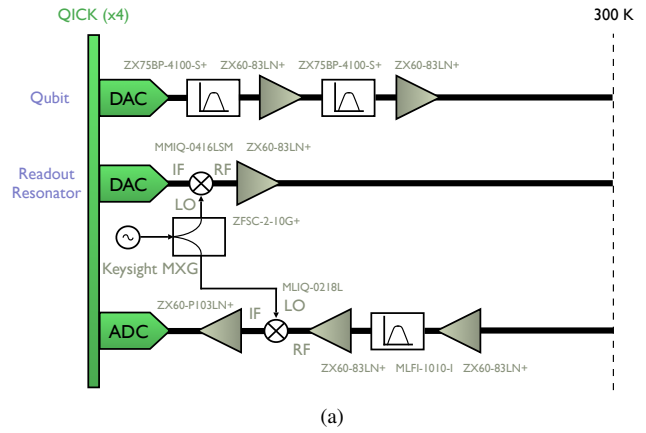 QICK (x4)
300 K
ZX75BP-4100-S+ ZX60-83LN+ ZX75BP-4100-S+ ZX60-83LN+
Qubit
DAC
MMIQ-0416LSM ZX60-83LN+
Readout
Resonator
DAC
IF RF
LO
ZFSC-2-10G+
Keysight MXG
MLIQ-0218L
ZX60-P103LN+
IF LO
ADC
RF
ZX60-83LN+ MLFI-1010-I ZX60-83LN+
(a)